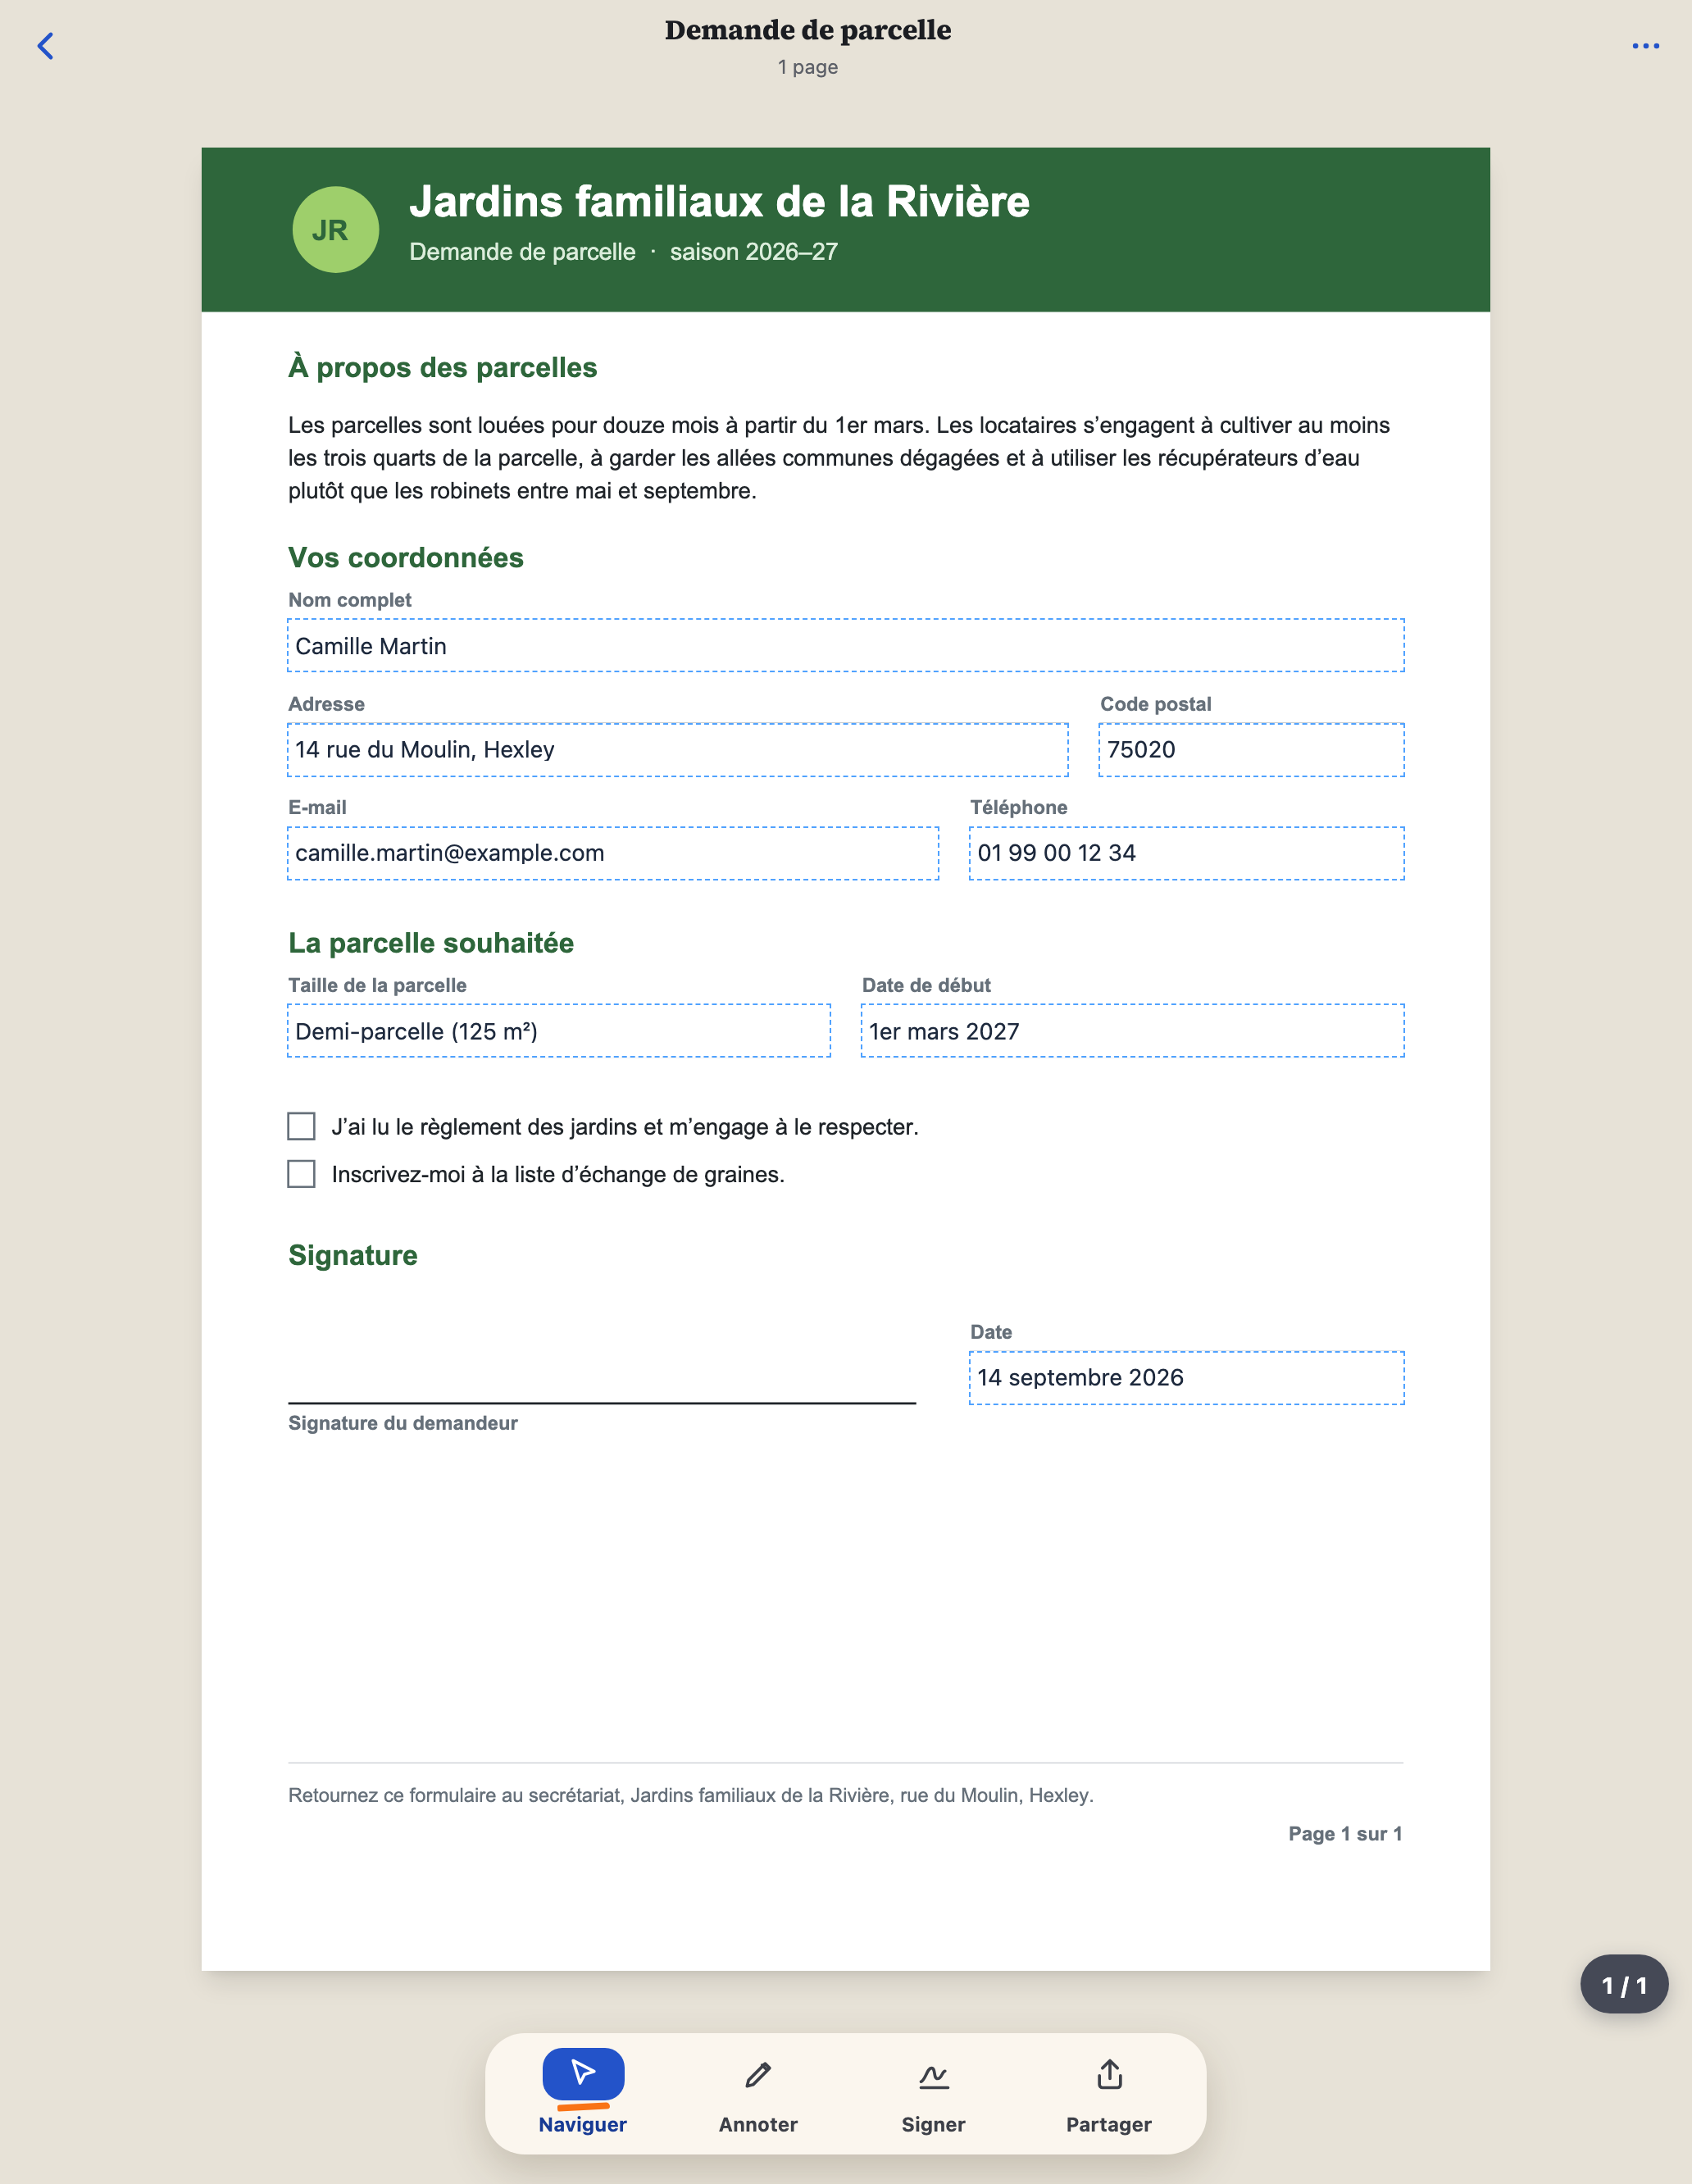 Demande de parcelle
1 page
JR
Jardins familiaux de la Rivière
Demande de parcelle · saison 2026–27
À propos des parcelles
Les parcelles sont louées pour douze mois à partir du 1er mars. Les locataires s’engagent à cultiver au moins
les trois quarts de la parcelle, à garder les allées communes dégagées et à utiliser les récupérateurs d’eau
plutôt que les robinets entre mai et septembre.
Vos coordonnées
Nom complet
Camille Martin
Adresse
14 rue du Moulin, Hexley
Code postal
75020
E-mail
camille.martin@example.com
Téléphone
01 99 00 12 34
La parcelle souhaitée
Taille de la parcelle
Demi-parcelle (125 m²)
Date de début
1er mars 2027
J’ai lu le règlement des jardins et m’engage à le respecter.
Inscrivez-moi à la liste d’échange de graines.
Signature
Signature du demandeur
Date
14 septembre 2026
Retournez ce formulaire au secrétariat, Jardins familiaux de la Rivière, rue du Moulin, Hexley.
Page 1 sur 1
1 / 1
Naviguer
Annoter
Signer
Partager